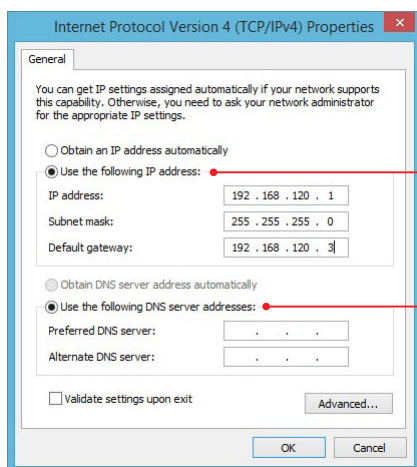 Internet Protocol Version 4 (TCP/IPv4) Properties
General
You can get IP settings assigned automatically if your network supports
this capability. Otherwise, you need to ask your network administrator
for the appropriate IP settings.
Obtain an IP address automatically
Use the following IP address:
IP address: 192 . 168 . 120 . 1
Subnet mask: 255 . 255 . 255 . 0
Default gateway: 192 . 168 . 120 . 3
Obtain DNS server address automatically
Use the following DNS server addresses:
Preferred DNS server: . . .
Alternate DNS server: . . .
Validate settings upon exit
Advanced...
OK Cancel